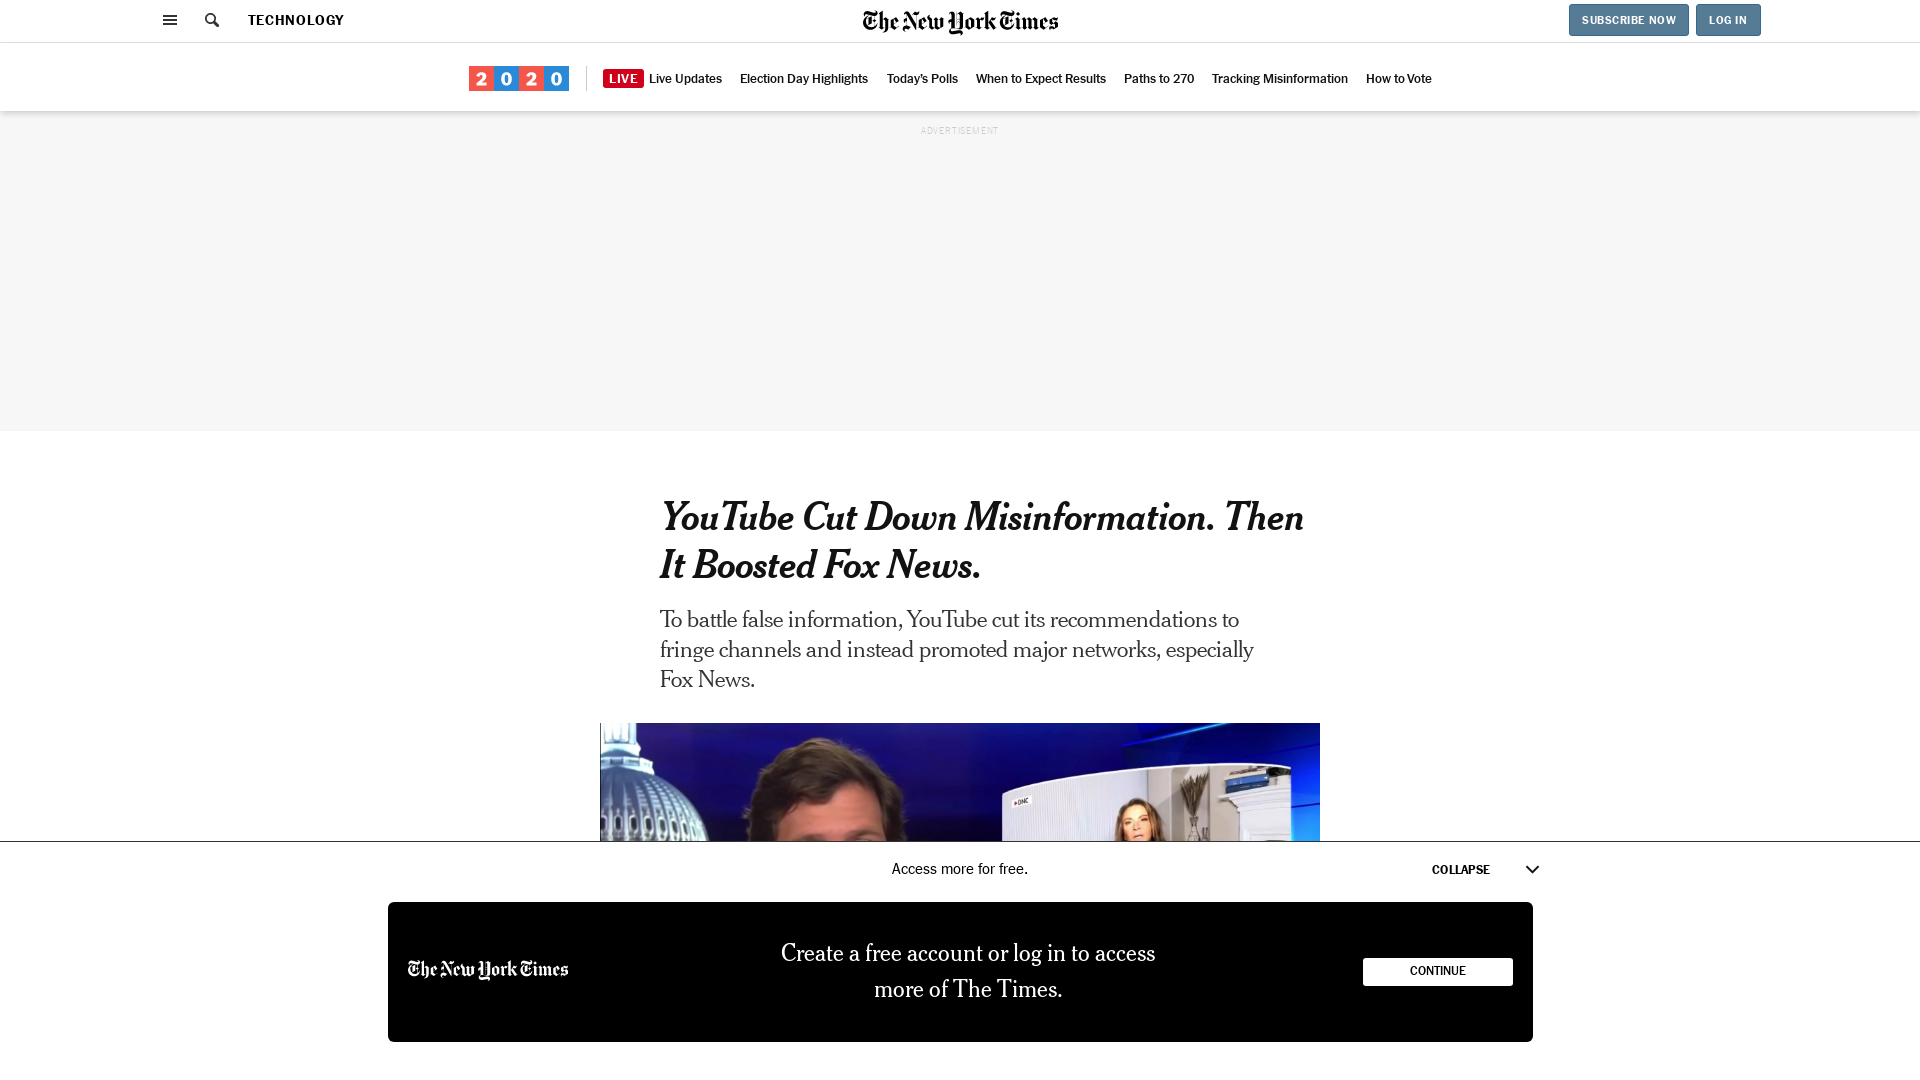 TECHNOLOGY
The New York Times
SUBSCRIBE NOW
LOG IN
2020
LIVE
Live Updates
Election Day Highlights
Today's Polls
When to Expect Results
Paths to 270
Tracking Misinformation
How to Vote
ADVERTISEMENT
YouTube Cut Down Misinformation. Then
It Boosted Fox News.
To battle false information, YouTube cut its recommendations to
fringe channels and instead promoted major networks, especially
Fox News.
DNC
Access more for free.
COLLAPSE
The New York Times
Create a free account or log in to access
more of The Times.
CONTINUE